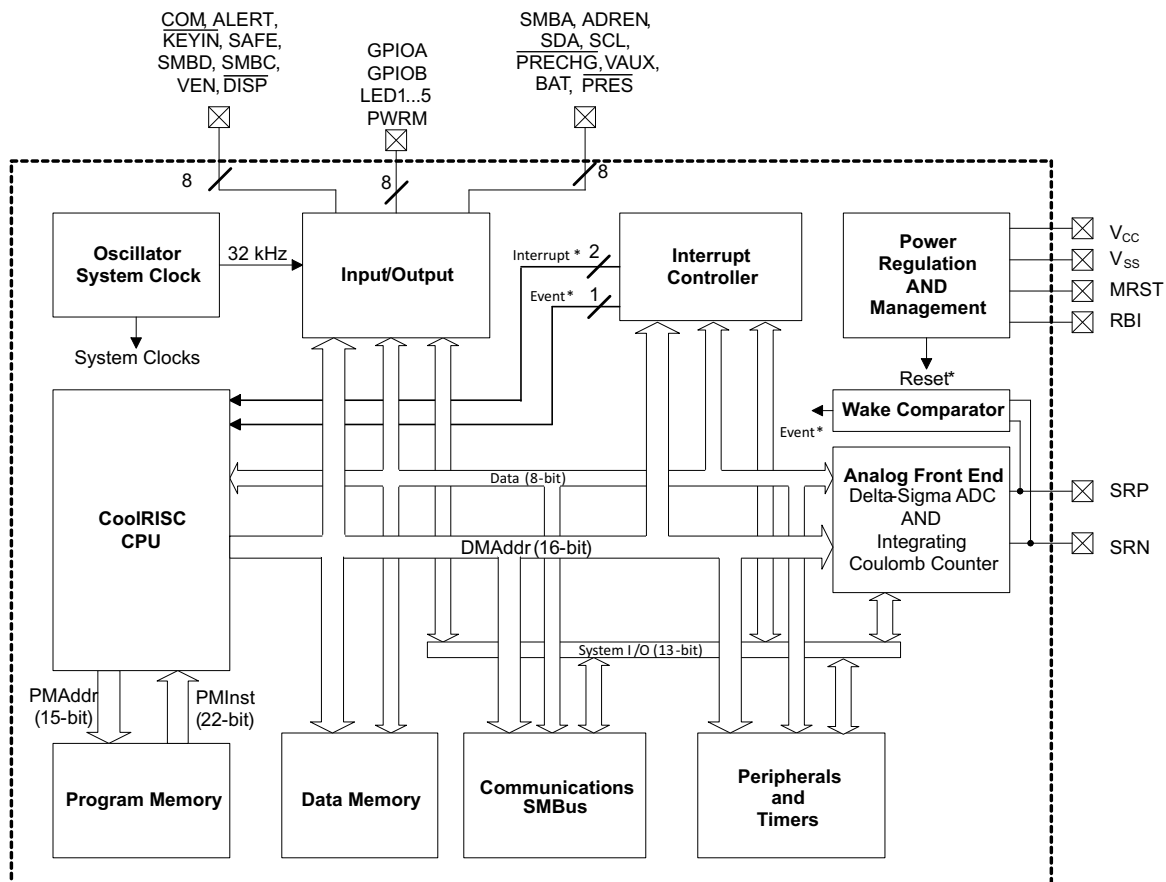 COM, ALERT,
KEYIN, SAFE,
SMBD, SMBC,
VEN, DISP
GPIOA
GPIOB
LED1...5
PWRM
SMBA, ADREN,
SDA, SCL,
PRECHG, VAUX,
BAT, PRES
8
8
8
Oscillator
System Clock
32 kHz
System Clocks
Input/Output
Interrupt *
2
Event*
1
Interrupt
Controller
Power
Regulation
AND
Management
VCC
VSS
MRST
RBI
Reset*
Wake Comparator
Event*
Analog Front End
Delta-Sigma ADC
AND
Integrating
Coulomb Counter
SRP
SRN
CoolRISC
CPU
Data (8-bit)
DMAddr (16-bit)
System I/O (13-bit)
PMAddr
(15-bit)
PMInst
(22-bit)
Program Memory
Data Memory
Communications
SMBus
Peripherals
and
Timers